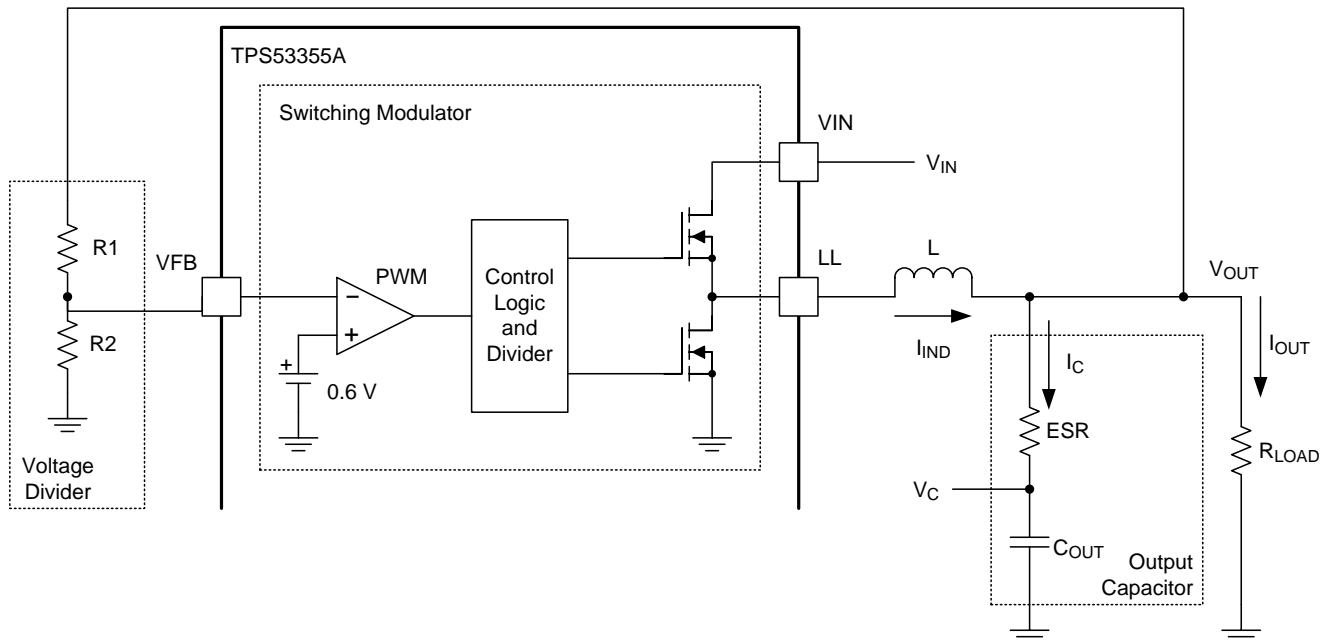 TPS53355A
Switching Modulator
VIN
V_IN
R1
VFB
PWM
Control
Logic
and
Divider
LL
L
V_OUT
R2
−
+
+
0.6 V
I_IND
I_C
I_OUT
ESR
R_LOAD
Voltage
Divider
V_C
C_OUT
Output
Capacitor